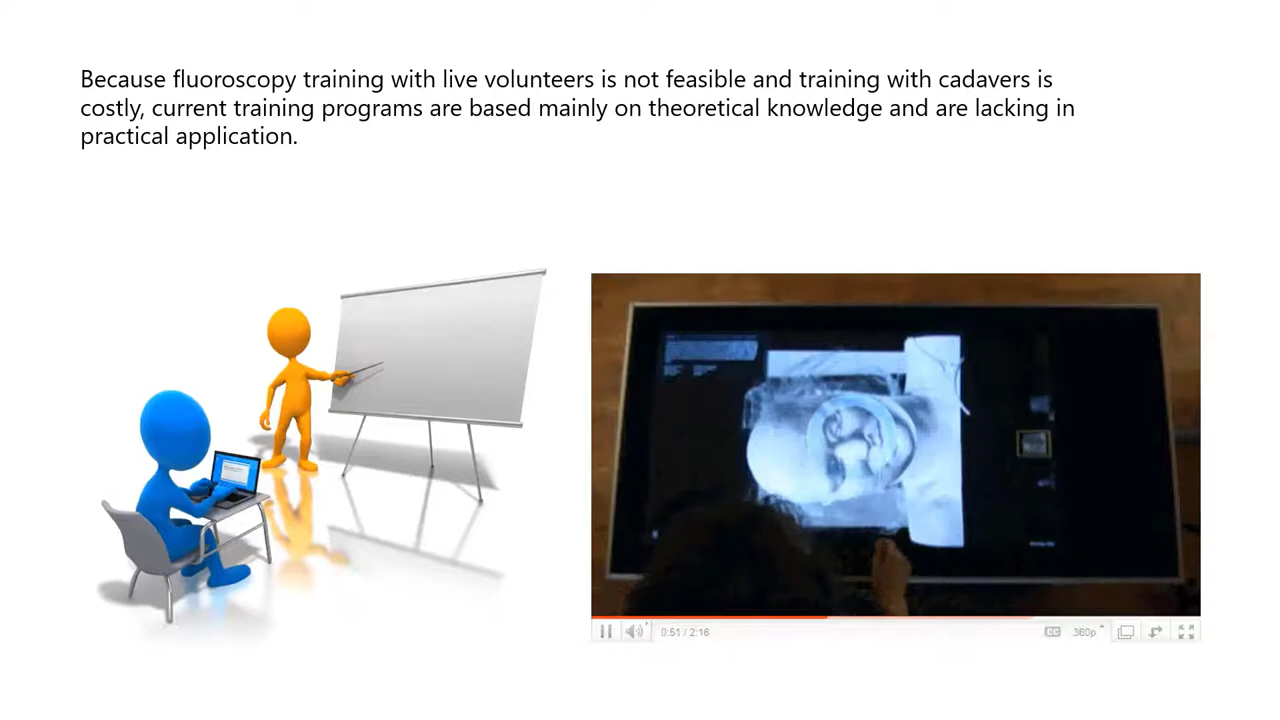 Because fluoroscopy training with live volunteers is not feasible and training with cadavers is
costly, current training programs are based mainly on theoretical knowledge and are lacking in
practical application.
0:51 / 2:16
CC
360p